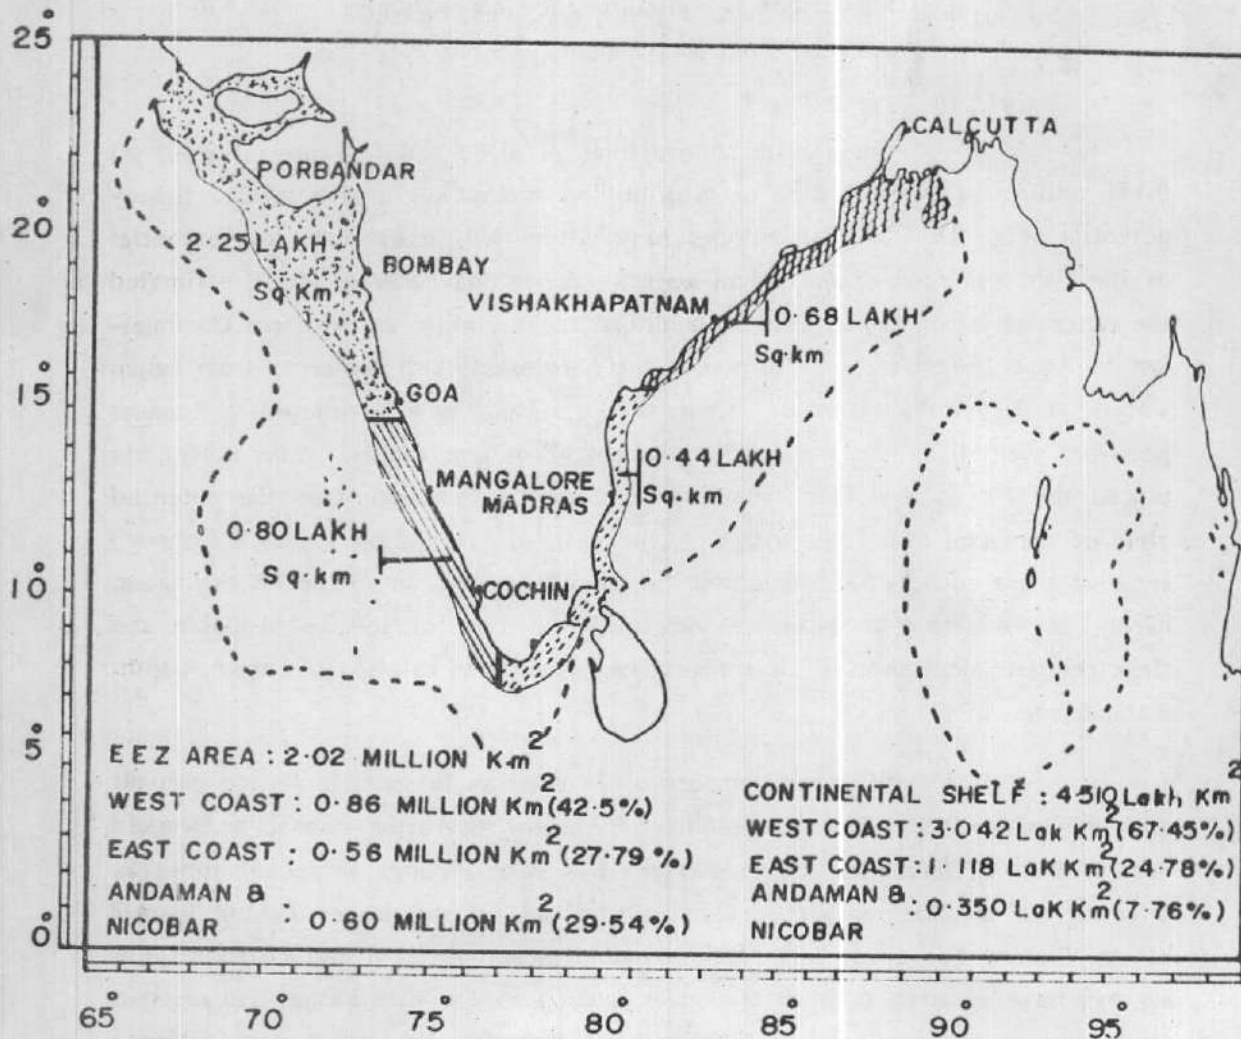 25°
20°
15°
10°
5°
0°
CALCUTTA
PORBANDAR
2.25 LAKH
Sq.Km
BOMBAY
VISHAKHAPATNAM
0.68 LAKH
Sq.km
GOA
MANGALORE
MADRAS
0.44 LAKH
Sq.km
0.80 LAKH
Sq.km
COCHIN
EEZ AREA : 2.02 MILLION Km²
WEST COAST : 0.86 MILLION Km² (42.5%)
EAST COAST : 0.56 MILLION Km² (27.79%)
ANDAMAN &
NICOBAR : 0.60 MILLION Km² (29.54%)
CONTINENTAL SHELF : 4.510 Lakh Km²
WEST COAST : 3.042 Lak Km² (67.45%)
EAST COAST : 1.118 LaK Km² (24.78%)
ANDAMAN & : 0.350 LaK Km² (7.76%)
NICOBAR
65° 70° 75° 80° 85° 90° 95°